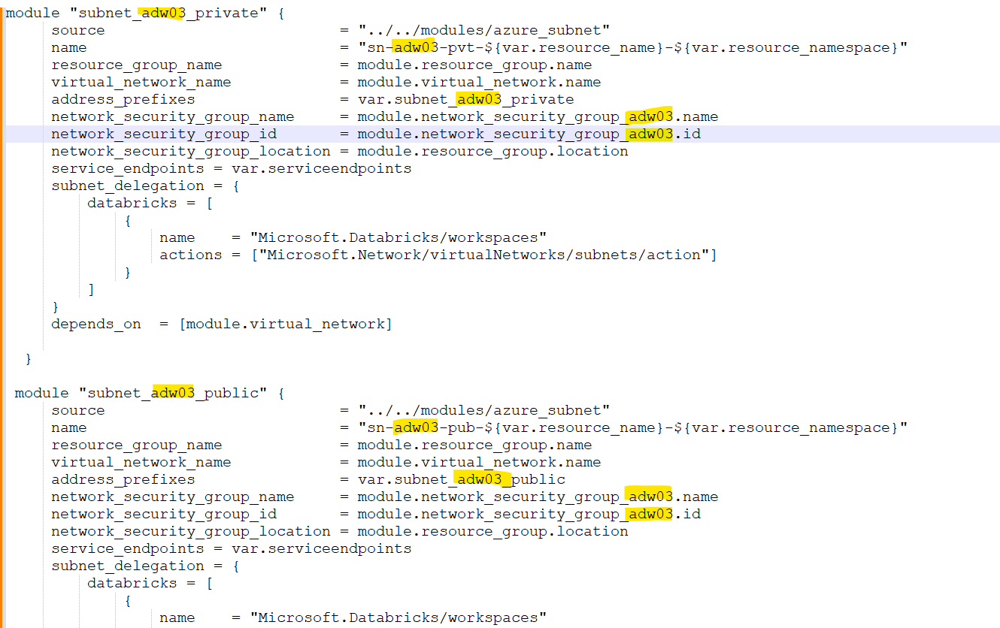 module "subnet_adw03_private" {
source = "../../modules/azure_subnet"
name = "sn-adw03-pvt-${var.resource_name}-${var.resource_namespace}"
resource_group_name = module.resource_group.name
virtual_network_name = module.virtual_network.name
address_prefixes = var.subnet_adw03_private
network_security_group_name = module.network_security_group_adw03.name
network_security_group_id = module.network_security_group_adw03.id
network_security_group_location = module.resource_group.location
service_endpoints = var.serviceendpoints
subnet_delegation = {
databricks = [
{
name = "Microsoft.Databricks/workspaces"
actions = ["Microsoft.Network/virtualNetworks/subnets/action"]
}
]
}
depends_on = [module.virtual_network]
}
module "subnet_adw03_public" {
source = "../../modules/azure_subnet"
name = "sn-adw03-pub-${var.resource_name}-${var.resource_namespace}"
resource_group_name = module.resource_group.name
virtual_network_name = module.virtual_network.name
address_prefixes = var.subnet_adw03_public
network_security_group_name = module.network_security_group_adw03.name
network_security_group_id = module.network_security_group_adw03.id
network_security_group_location = module.resource_group.location
service_endpoints = var.serviceendpoints
subnet_delegation = {
databricks = [
{
name = "Microsoft.Databricks/workspaces"